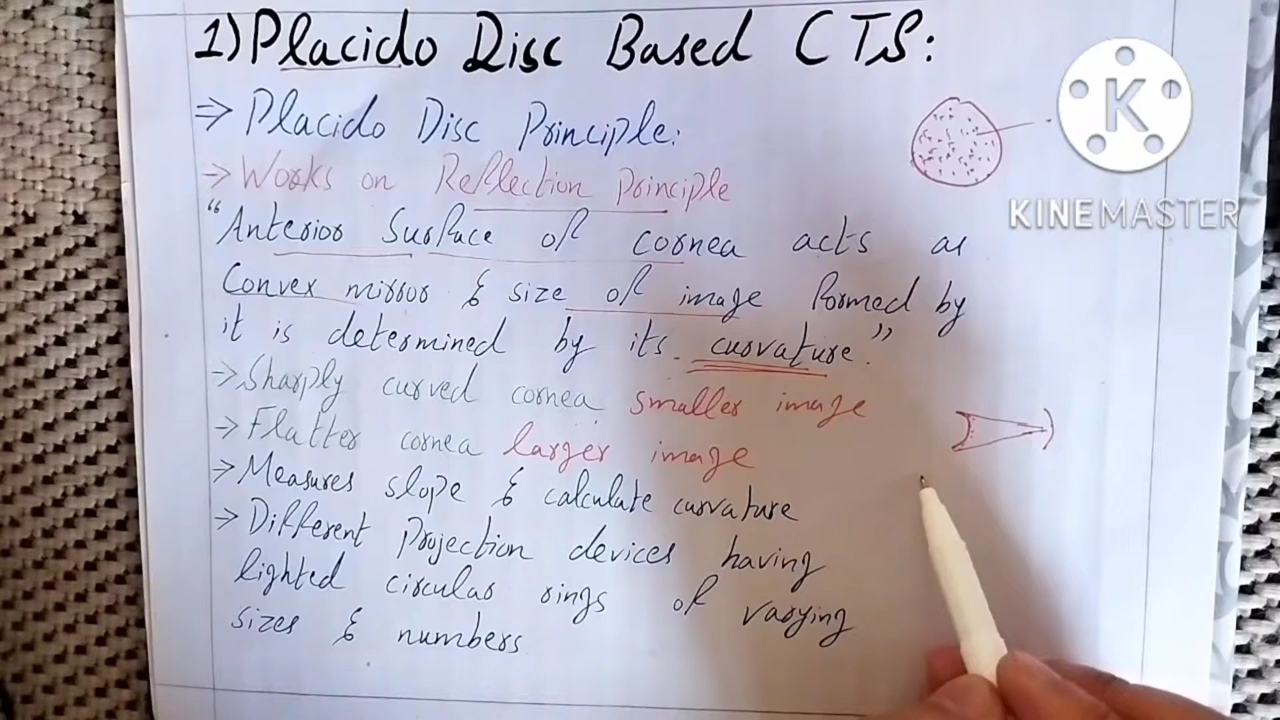 1) Placido Disc Based CTS:
⇒ Placido Disc Principle:
→ Works on Reflection Principle
"Anterior Surface of cornea acts as
Convex mirror & size of image formed by
it is determined by its curvature."
→ Sharply curved cornea smaller image
→ Flatter cornea larger image
→ Measures slope & calculate curvature
→ Different Projection devices having
lighted circular rings of varying
sizes & numbers
K
KINEMASTER